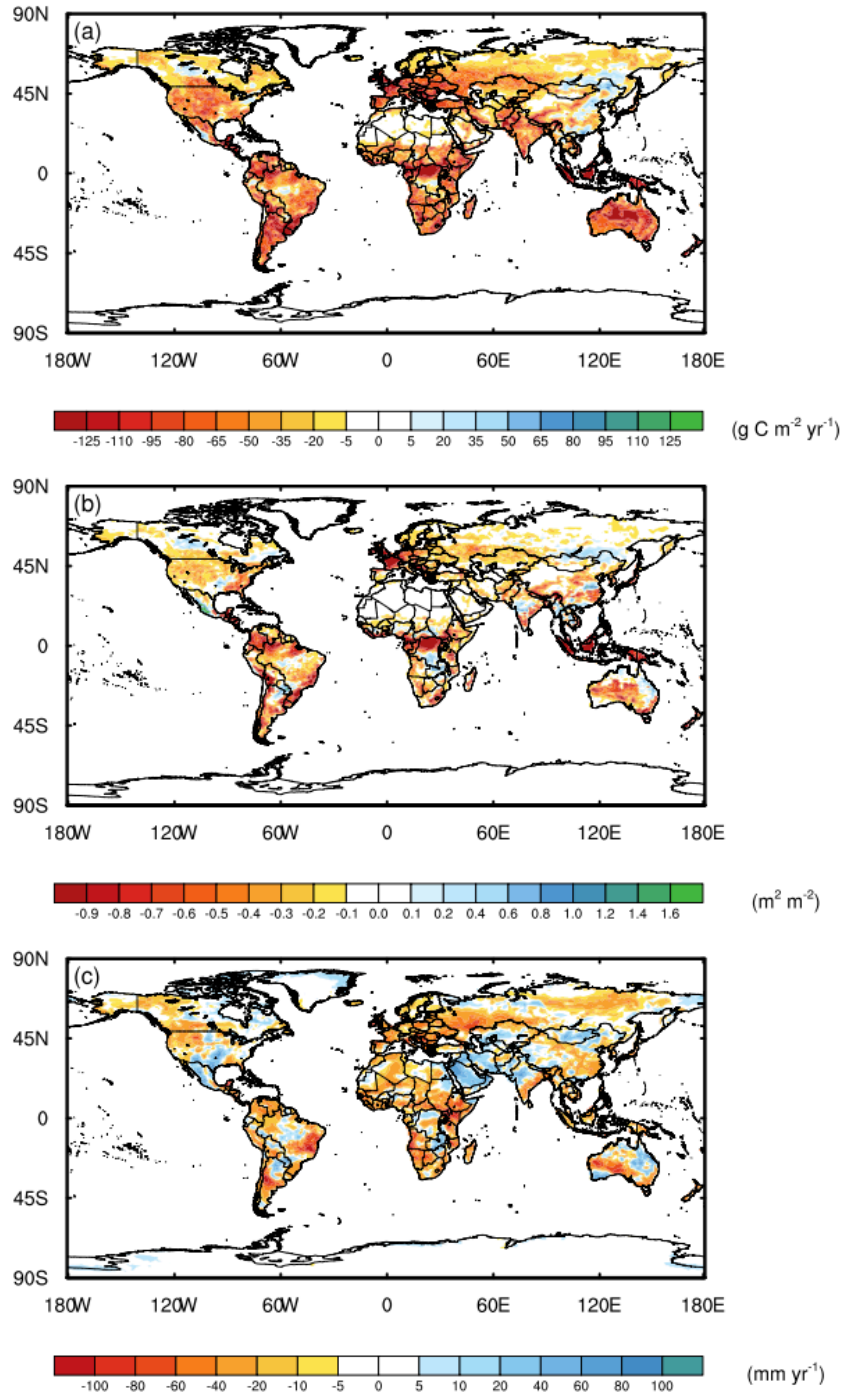 (a)
90N
45N
0
45S
90S
180W 120W 60W 0 60E 120E 180E
-125 -110 -95 -80 -65 -50 -35 -20 -5 0 5 20 35 50 65 80 95 110 125
(g C m-2 yr-1)
(b)
90N
45N
0
45S
90S
180W 120W 60W 0 60E 120E 180E
-0.9 -0.8 -0.7 -0.6 -0.5 -0.4 -0.3 -0.2 -0.1 0.0 0.1 0.2 0.4 0.6 0.8 1.0 1.2 1.4 1.6
(m2 m-2)
(c)
90N
45N
0
45S
90S
180W 120W 60W 0 60E 120E 180E
-100 -80 -60 -40 -20 -10 -5 0 5 10 20 40 60 80 100
(mm yr-1)